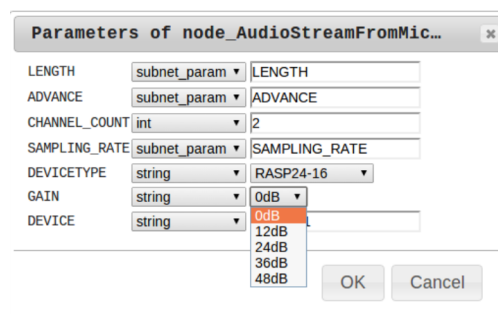 Parameters of node_AudioStreamFromMic…
LENGTH subnet_param LENGTH
ADVANCE subnet_param ADVANCE
CHANNEL_COUNT int 2
SAMPLING_RATE subnet_param SAMPLING_RATE
DEVICETYPE string RASP24-16
GAIN string 0dB
DEVICE string
0dB
12dB
24dB
36dB
48dB
OK Cancel